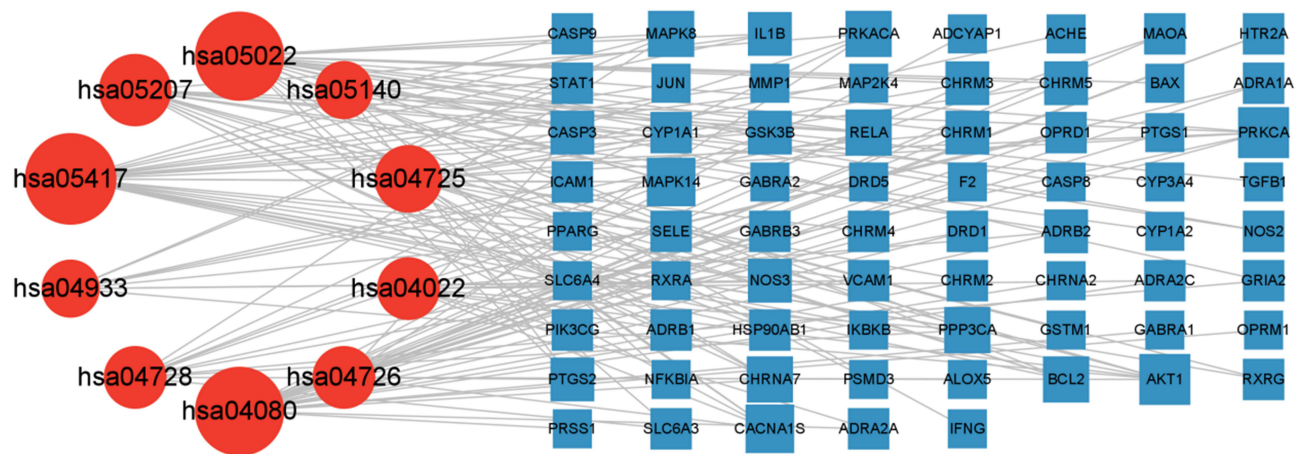 hsa05022
hsa05207
hsa05140
hsa05417
hsa04725
hsa04933
hsa04022
hsa04728
hsa04726
hsa04080
CASP9 MAPK8 IL1B PRKACA ADCYAP1 ACHE MAOA HTR2A
STAT1 JUN MMP1 MAP2K4 CHRM3 CHRM5 BAX ADRA1A
CASP3 CYP1A1 GSK3B RELA CHRM1 OPRD1 PTGS1 PRKCA
ICAM1 MAPK14 GABRA2 DRD5 F2 CASP8 CYP3A4 TGFB1
PPARG SELE GABRB3 CHRM4 DRD1 ADRB2 CYP1A2 NOS2
SLC6A4 RXRA NOS3 VCAM1 CHRM2 CHRNA2 ADRA2C GRIA2
PIK3CG ADRB1 HSP90AB1 IKBKB PPP3CA GSTM1 GABRA1 OPRM1
PTGS2 NFKBIA CHRNA7 PSMD3 ALOX5 BCL2 AKT1 RXRG
PRSS1 SLC6A3 CACNA1S ADRA2A IFNG